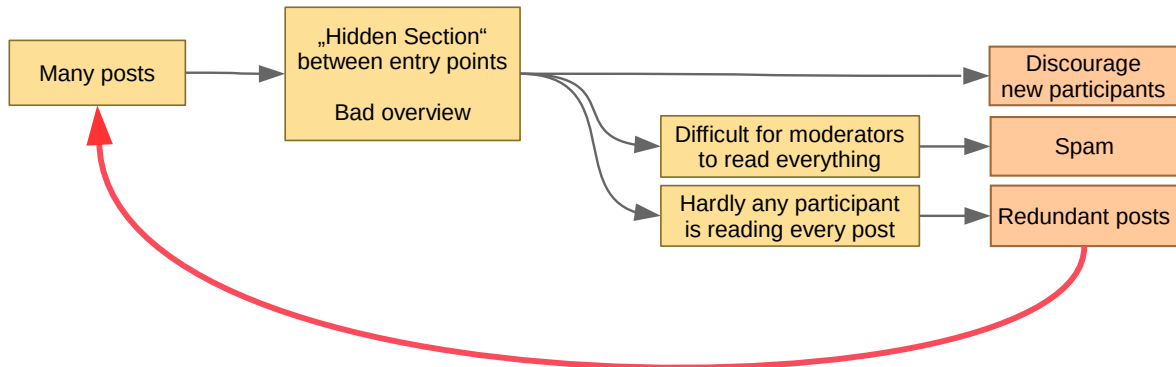 Many posts
„Hidden Section“
between entry points
Bad overview
Discourage
new participants
Difficult for moderators
to read everything
Spam
Hardly any participant
is reading every post
Redundant posts